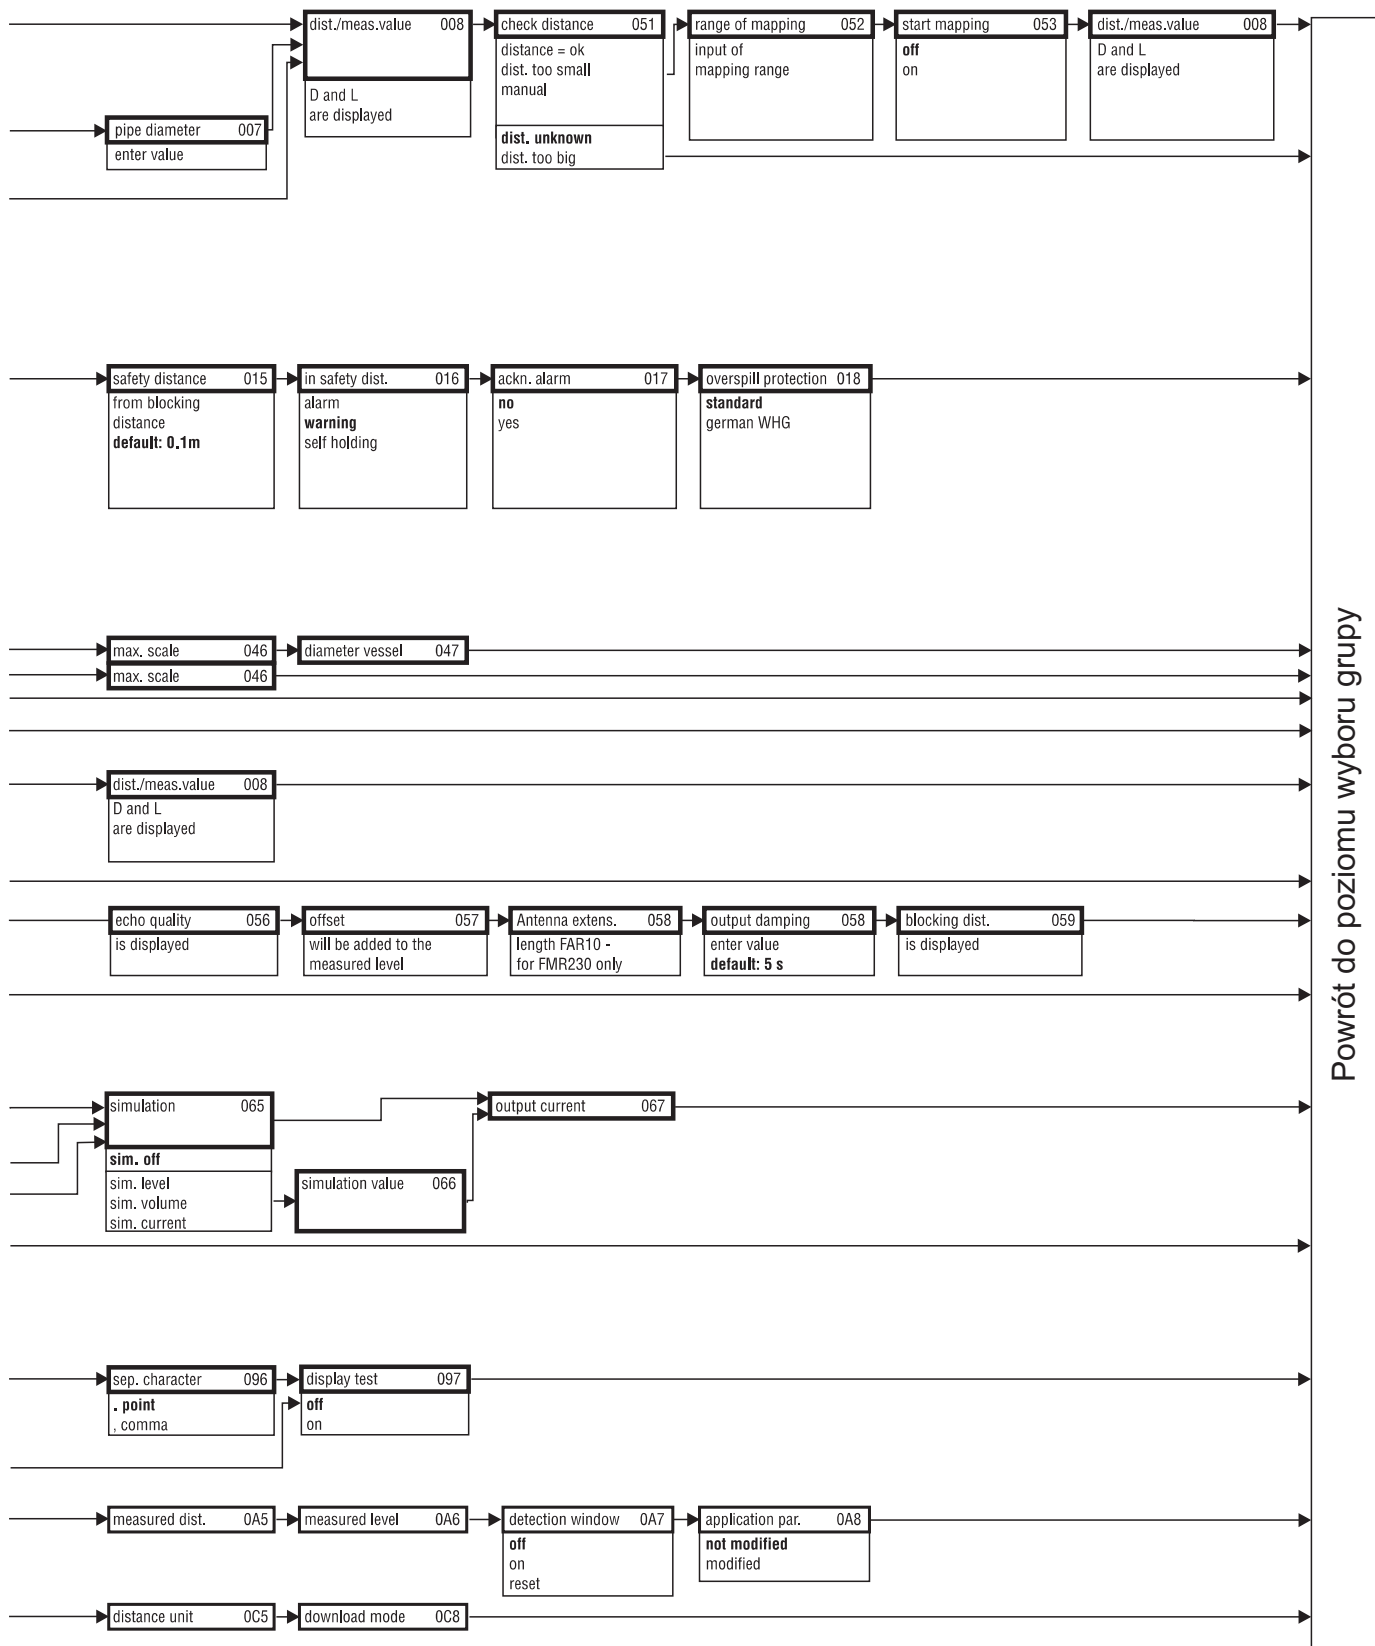 dist./meas.value 008
D and L
are displayed
check distance 051
distance = ok
dist. too small
manual
dist. unknown
dist. too big
range of mapping 052
input of
mapping range
start mapping 053
off
on
dist./meas.value 008
D and L
are displayed
pipe diameter 007
enter value
safety distance 015
from blocking
distance
default: 0.1m
in safety dist. 016
alarm
warning
self holding
ackn. alarm 017
no
yes
overspill protection 018
standard
german WHG
max. scale 046
diameter vessel 047
max. scale 046
dist./meas.value 008
D and L
are displayed
echo quality 056
is displayed
offset 057
will be added to the
measured level
Antenna extens. 058
length FAR10 -
for FMR230 only
output damping 058
enter value
default: 5 s
blocking dist. 059
is displayed
simulation 065
sim. off
sim. level
sim. volume
sim. current
simulation value 066
output current 067
sep. character 096
. point
, comma
display test 097
off
on
measured dist. 0A5
measured level 0A6
detection window 0A7
off
on
reset
application par. 0A8
not modified
modified
distance unit 0C5
download mode 0C8
Powrót do poziomu wyboru grupy